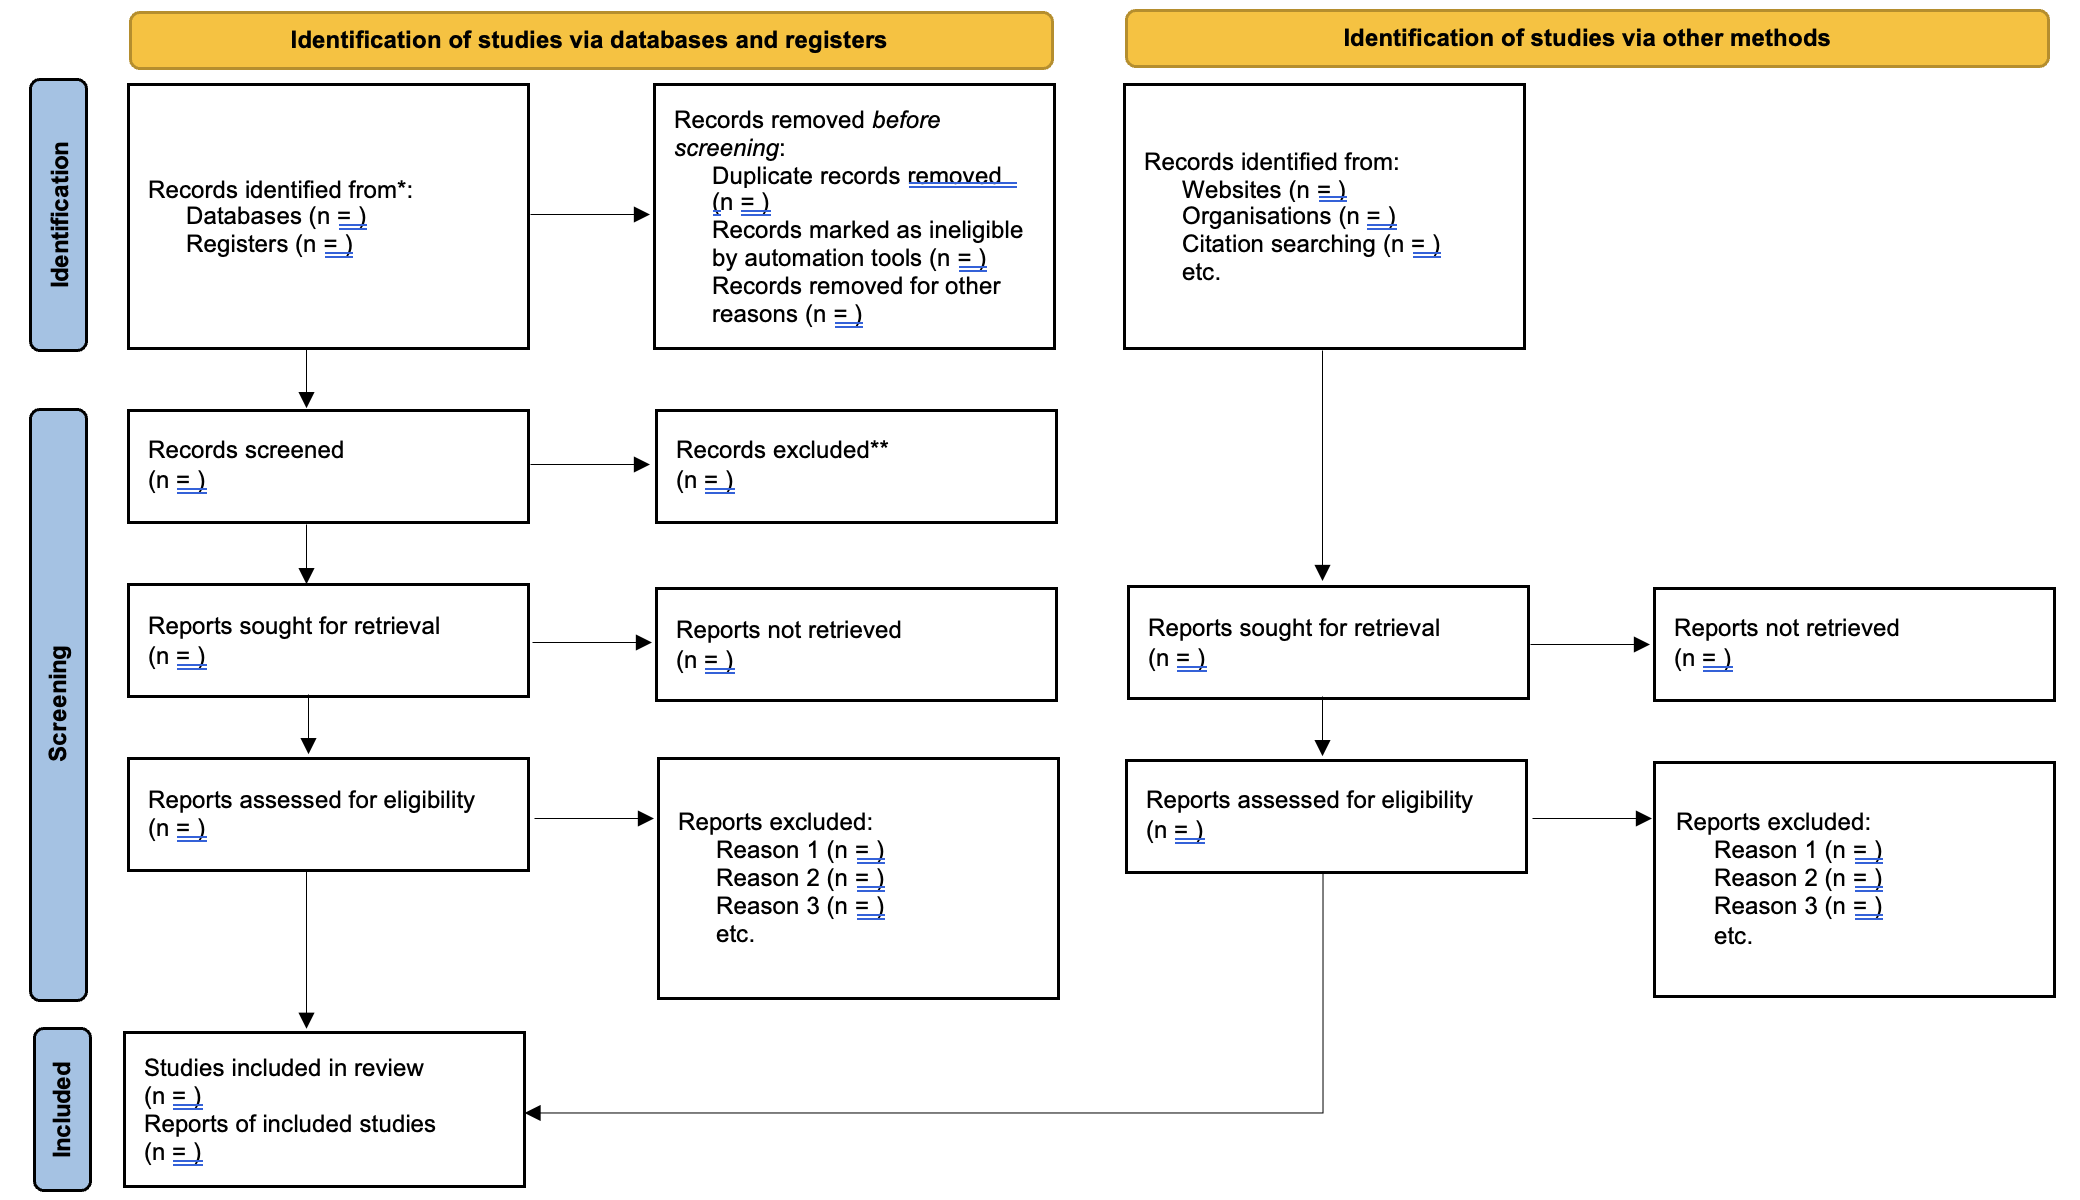 Identification of studies via databases and registers
Identification of studies via other methods
Identification
Records identified from*:
Databases (n = )
Registers (n = )
Records removed before
screening:
Duplicate records removed
(n = )
Records marked as ineligible
by automation tools (n = )
Records removed for other
reasons (n = )
Records identified from:
Websites (n = )
Organisations (n = )
Citation searching (n = )
etc.
Screening
Records screened
(n = )
Records excluded**
(n = )
Reports sought for retrieval
(n = )
Reports not retrieved
(n = )
Reports sought for retrieval
(n = )
Reports not retrieved
(n = )
Reports assessed for eligibility
(n = )
Reports excluded:
Reason 1 (n = )
Reason 2 (n = )
Reason 3 (n = )
etc.
Reports assessed for eligibility
(n = )
Reports excluded:
Reason 1 (n = )
Reason 2 (n = )
Reason 3 (n = )
etc.
Included
Studies included in review
(n = )
Reports of included studies
(n = )